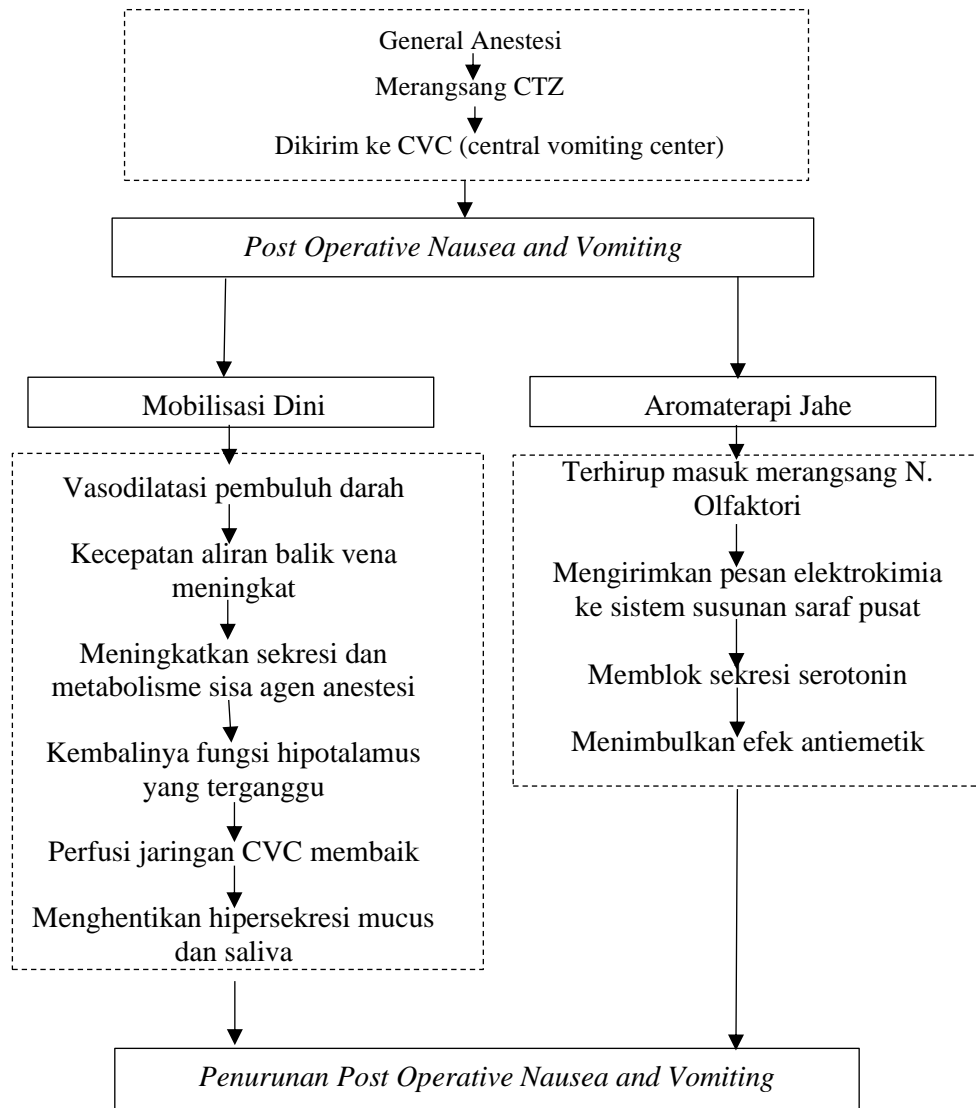 General Anestesi
Merangsang CTZ
Dikirim ke CVC (central vomiting center)
Post Operative Nausea and Vomiting
Mobilisasi Dini
Vasodilatasi pembuluh darah
Kecepatan aliran balik vena
meningkat
Meningkatkan sekresi dan
metabolisme sisa agen anestesi
Kembalinya fungsi hipotalamus
yang terganggu
Perfusi jaringan CVC membaik
Menghentikan hipersekresi mucus
dan saliva
Aromaterapi Jahe
Terhirup masuk merangsang N.
Olfaktori
Mengirimkan pesan elektrokimia
ke sistem susunan saraf pusat
Memblok sekresi serotonin
Menimbulkan efek antiemetik
Penurunan Post Operative Nausea and Vomiting